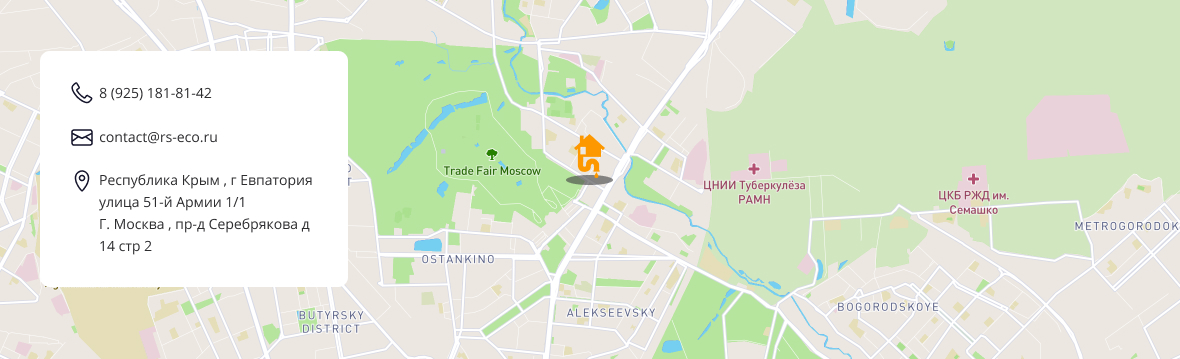 8 (925) 181-81-42
contact@rs-eco.ru
Республика Крым , г Евпатория
улица 51-й Армии 1/1
Г. Москва , пр-д Серебрякова д
14 стр 2
Trade Fair Moscow
ЦНИИ Туберкулёза
РАМН
ЦКБ РЖД им.
Семашко
METROGORODOK
OSTANKINO
BOGORODSKOYE
ALEKSEEVSKY
BUTYRSKY
DISTRICT